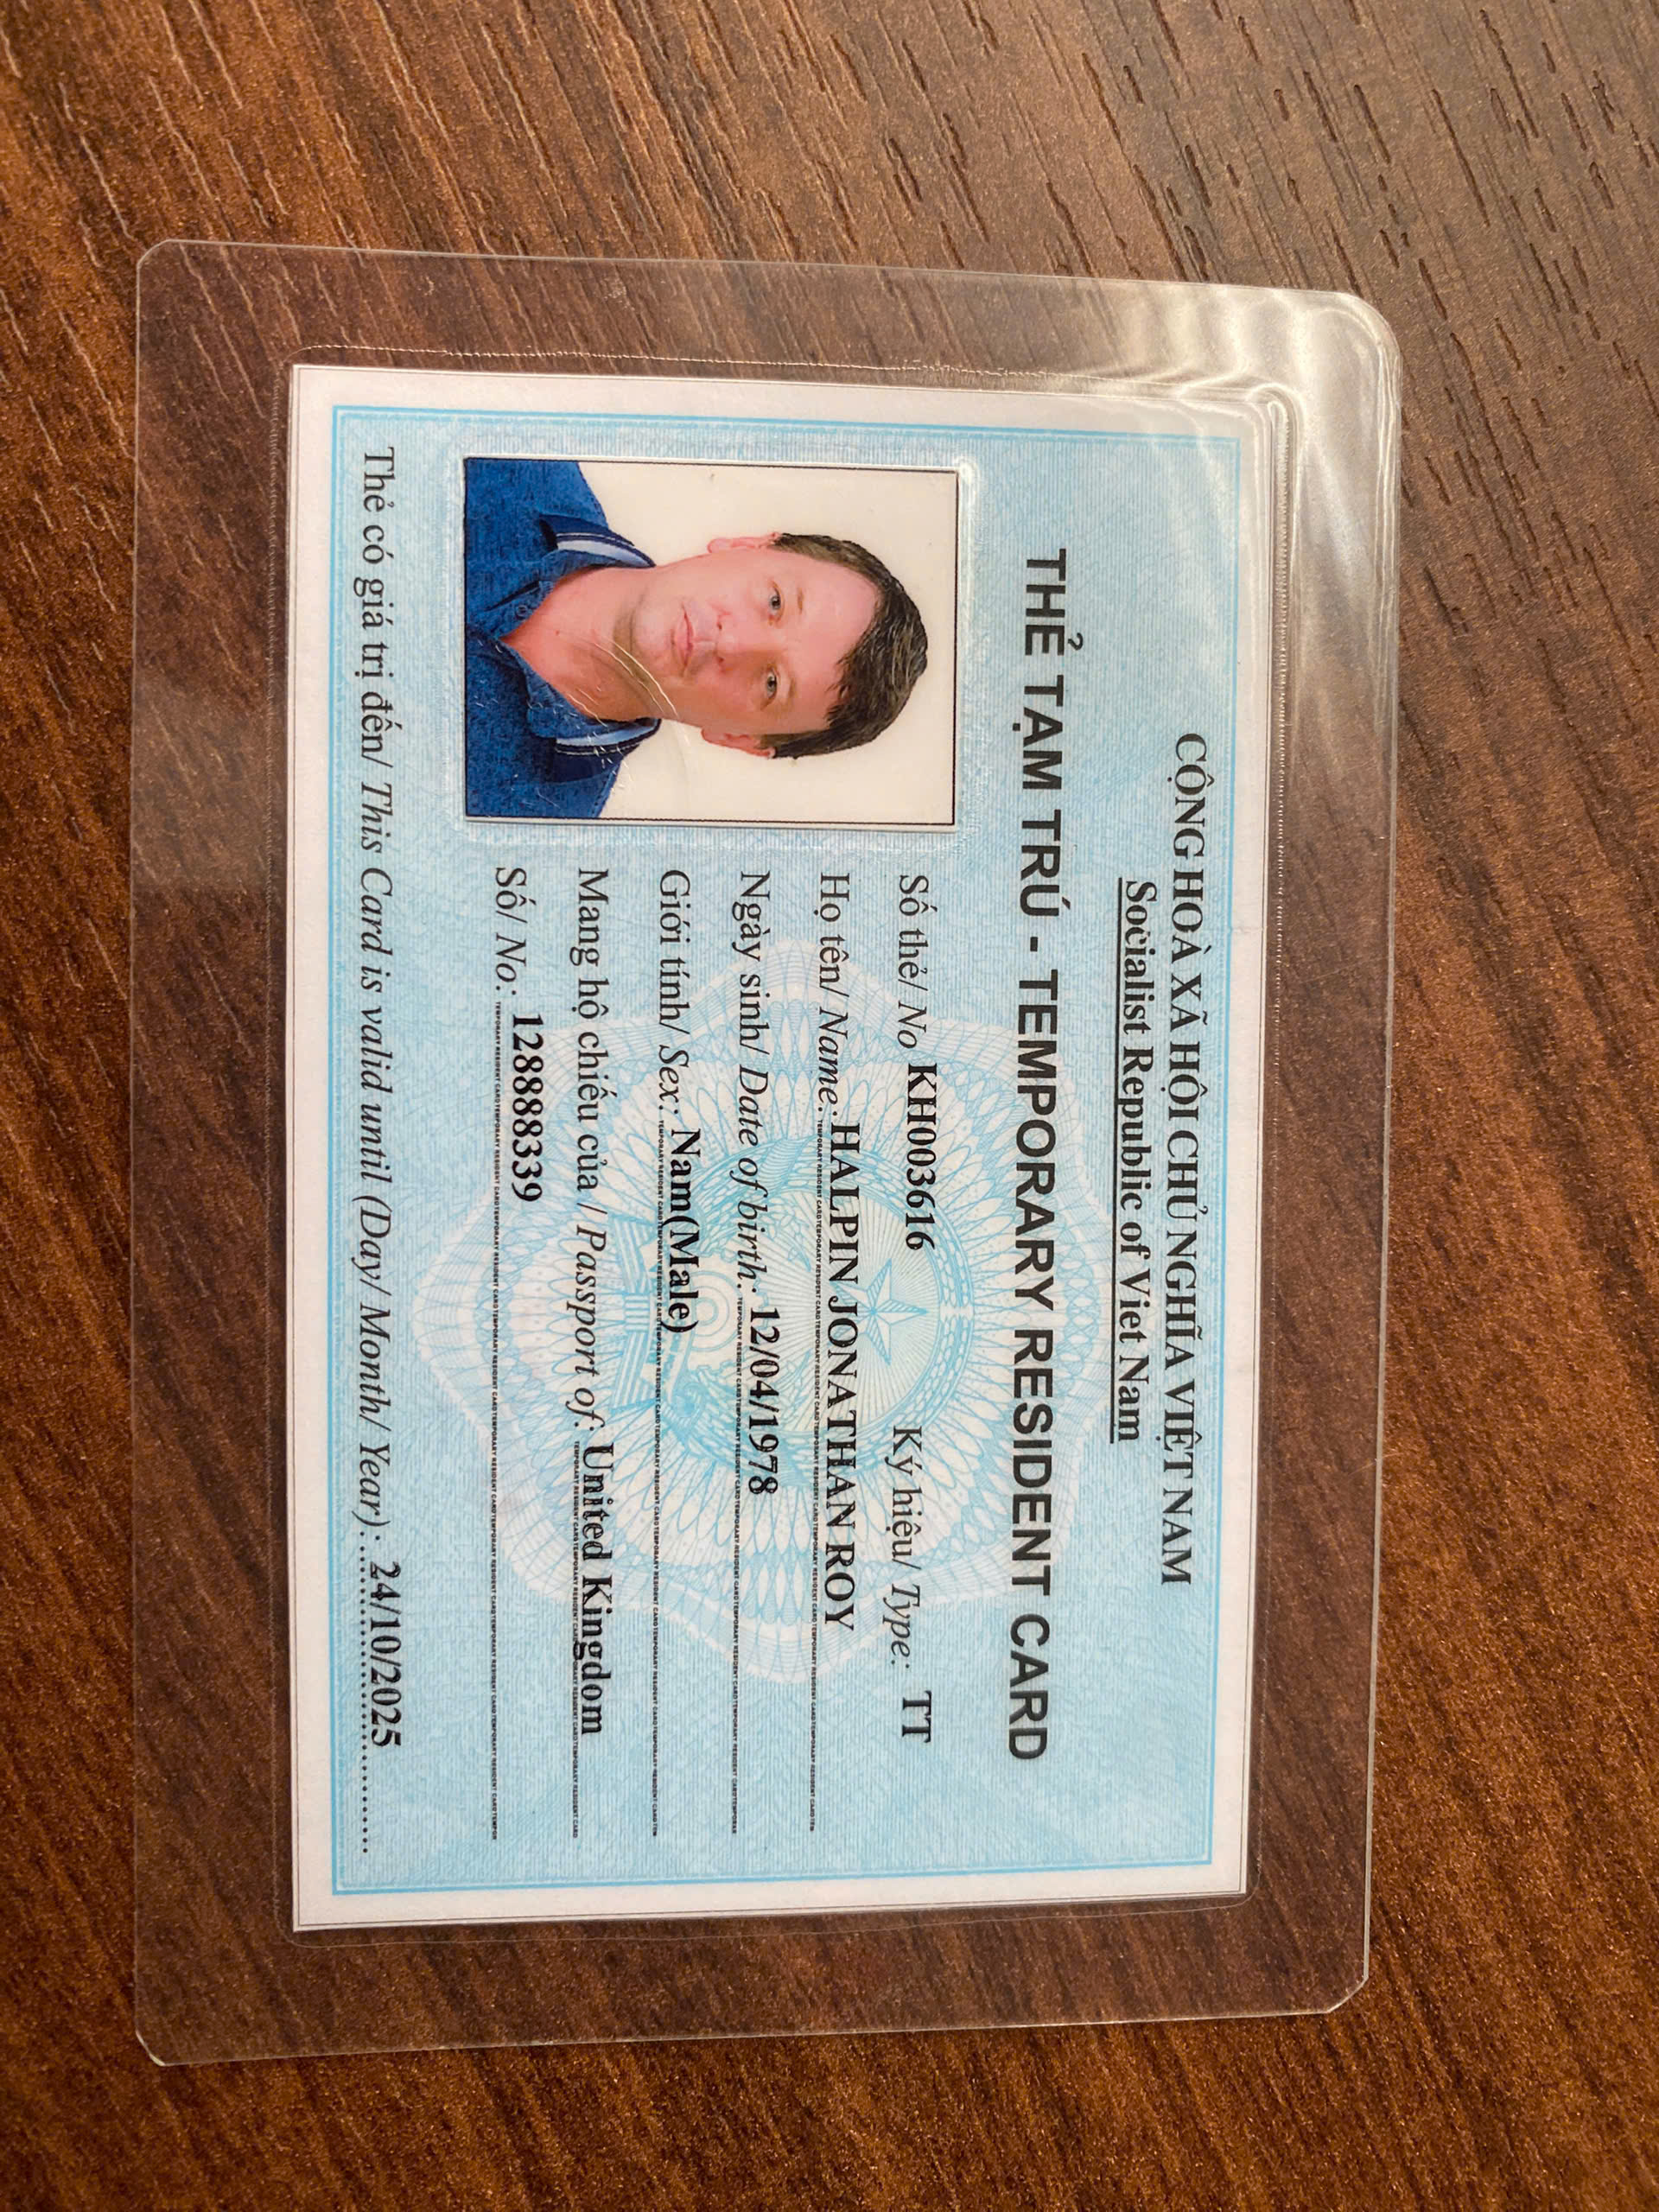 CỘNG HOÀ XÃ HỘI CHỦ NGHĨA VIỆT NAM
Socialist Republic of Viet Nam
THẺ TẠM TRÚ - TEMPORARY RESIDENT CARD
Số thẻ/ No KH003616 Ký hiệu/ Type: TT
Họ tên/ Name: HALPIN JONATHAN ROY
Ngày sinh/ Date of birth: 12/04/1978
Giới tính/ Sex: Nam(Male)
Mang hộ chiếu của / Passport of: United Kingdom
Số/ No: 128888339
Thẻ có giá trị đến/ This Card is valid until (Day/ Month/ Year): 24/10/2025